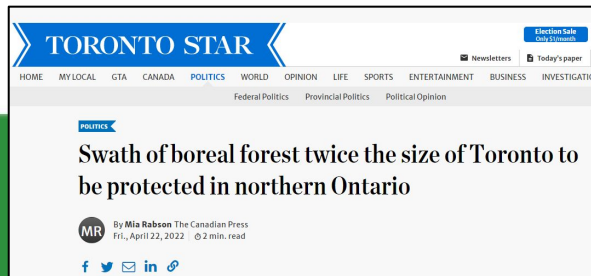 TORONTO STAR
Election Sale
Only $1/month
Newsletters
Today's paper
HOME MY LOCAL GTA CANADA POLITICS WORLD OPINION LIFE SPORTS ENTERTAINMENT BUSINESS INVESTIGATIO
Federal Politics Provincial Politics Political Opinion
POLITICS
Swath of boreal forest twice the size of Toronto to
be protected in northern Ontario
MR
By Mia Rabson The Canadian Press
Fri., April 22, 2022 2 min. read